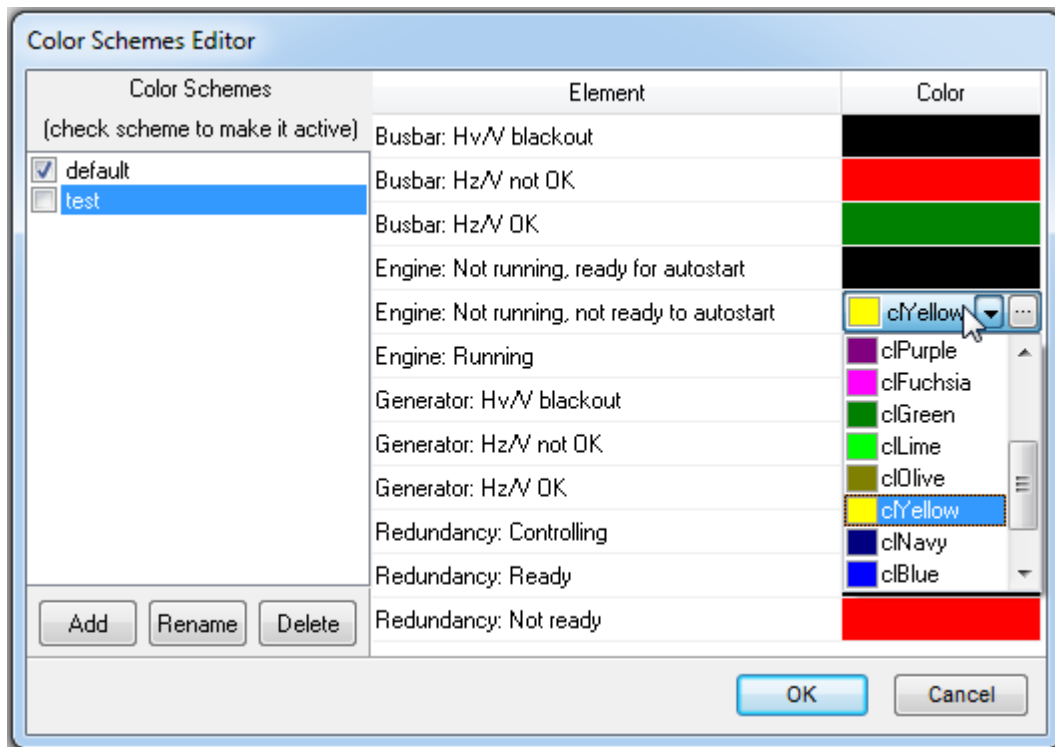 Color Schemes Editor
Color Schemes
(check scheme to make it active)
default
test
Add
Rename
Delete
Element
Color
Busbar: Hv/V blackout
Busbar: Hz/V not OK
Busbar: Hz/V OK
Engine: Not running, ready for autostart
Engine: Not running, not ready to autostart
clYellow
...
Engine: Running
Generator: Hv/V blackout
Generator: Hz/V not OK
Generator: Hz/V OK
Redundancy: Controlling
Redundancy: Ready
Redundancy: Not ready
clPurple
clFuchsia
clGreen
clLime
clOlive
clYellow
clNavy
clBlue
OK
Cancel